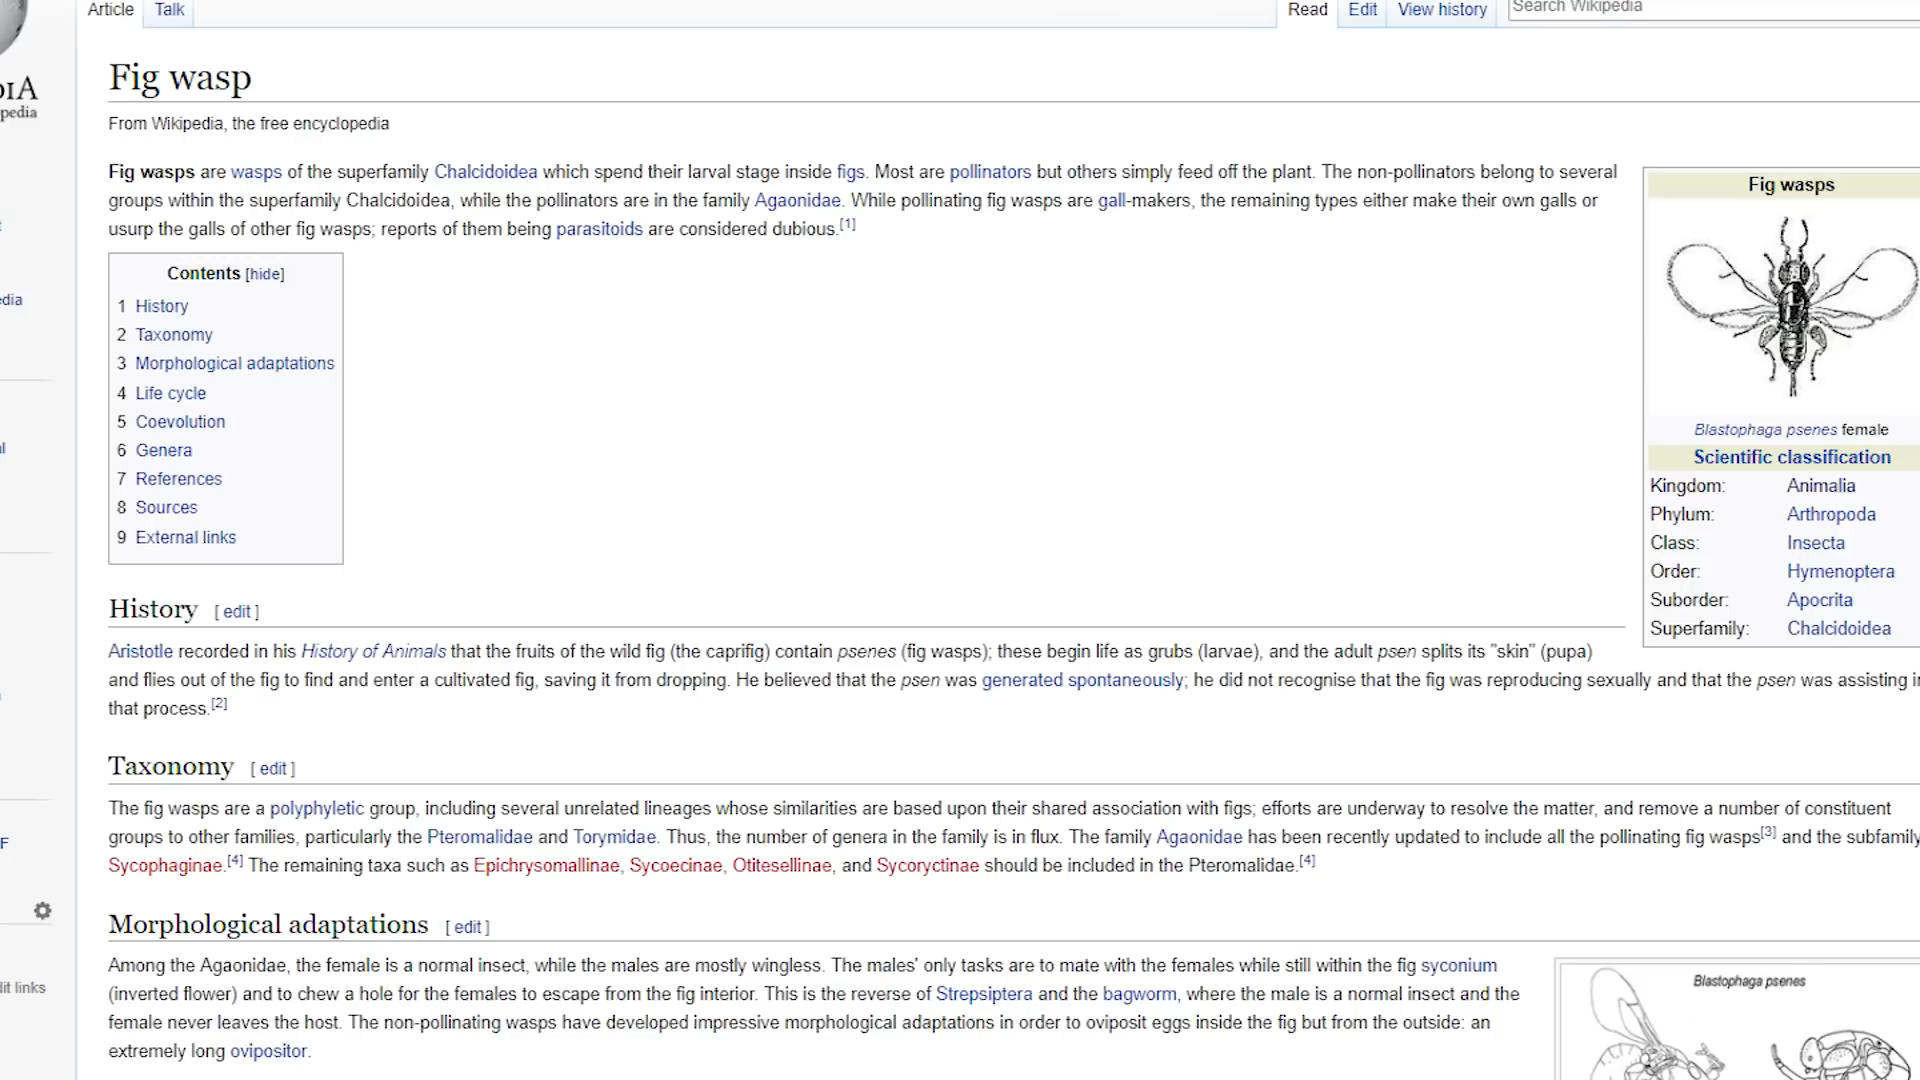 Article Talk Read Edit View history Search Wikipedia
Fig wasp
From Wikipedia, the free encyclopedia
Fig wasps are wasps of the superfamily Chalcidoidea which spend their larval stage inside figs. Most are pollinators but others simply feed off the plant. The non-pollinators belong to several
groups within the superfamily Chalcidoidea, while the pollinators are in the family Agaonidae. While pollinating fig wasps are gall-makers, the remaining types either make their own galls or
usurp the galls of other fig wasps; reports of them being parasitoids are considered dubious.[1]
Contents [hide]
1 History
2 Taxonomy
3 Morphological adaptations
4 Life cycle
5 Coevolution
6 Genera
7 References
8 Sources
9 External links
Fig wasps
Blastophaga psenes female
Scientific classification
Kingdom: Animalia
Phylum: Arthropoda
Class: Insecta
Order: Hymenoptera
Suborder: Apocrita
Superfamily: Chalcidoidea
History [ edit ]
Aristotle recorded in his History of Animals that the fruits of the wild fig (the caprifig) contain psenes (fig wasps); these begin life as grubs (larvae), and the adult psen splits its "skin" (pupa)
and flies out of the fig to find and enter a cultivated fig, saving it from dropping. He believed that the psen was generated spontaneously; he did not recognise that the fig was reproducing sexually and that the psen was assisting in
that process.[2]
Taxonomy [ edit ]
The fig wasps are a polyphyletic group, including several unrelated lineages whose similarities are based upon their shared association with figs; efforts are underway to resolve the matter, and remove a number of constituent
groups to other families, particularly the Pteromalidae and Torymidae. Thus, the number of genera in the family is in flux. The family Agaonidae has been recently updated to include all the pollinating fig wasps[3] and the subfamily
Sycophaginae.[4] The remaining taxa such as Epichrysomallinae, Sycoecinae, Otitesellinae, and Sycoryctinae should be included in the Pteromalidae.[4]
Morphological adaptations [ edit ]
Among the Agaonidae, the female is a normal insect, while the males are mostly wingless. The males' only tasks are to mate with the females while still within the fig syconium
(inverted flower) and to chew a hole for the females to escape from the fig interior. This is the reverse of Strepsiptera and the bagworm, where the male is a normal insect and the
female never leaves the host. The non-pollinating wasps have developed impressive morphological adaptations in order to oviposit eggs inside the fig but from the outside: an
extremely long ovipositor.
Blastophaga psenes
links